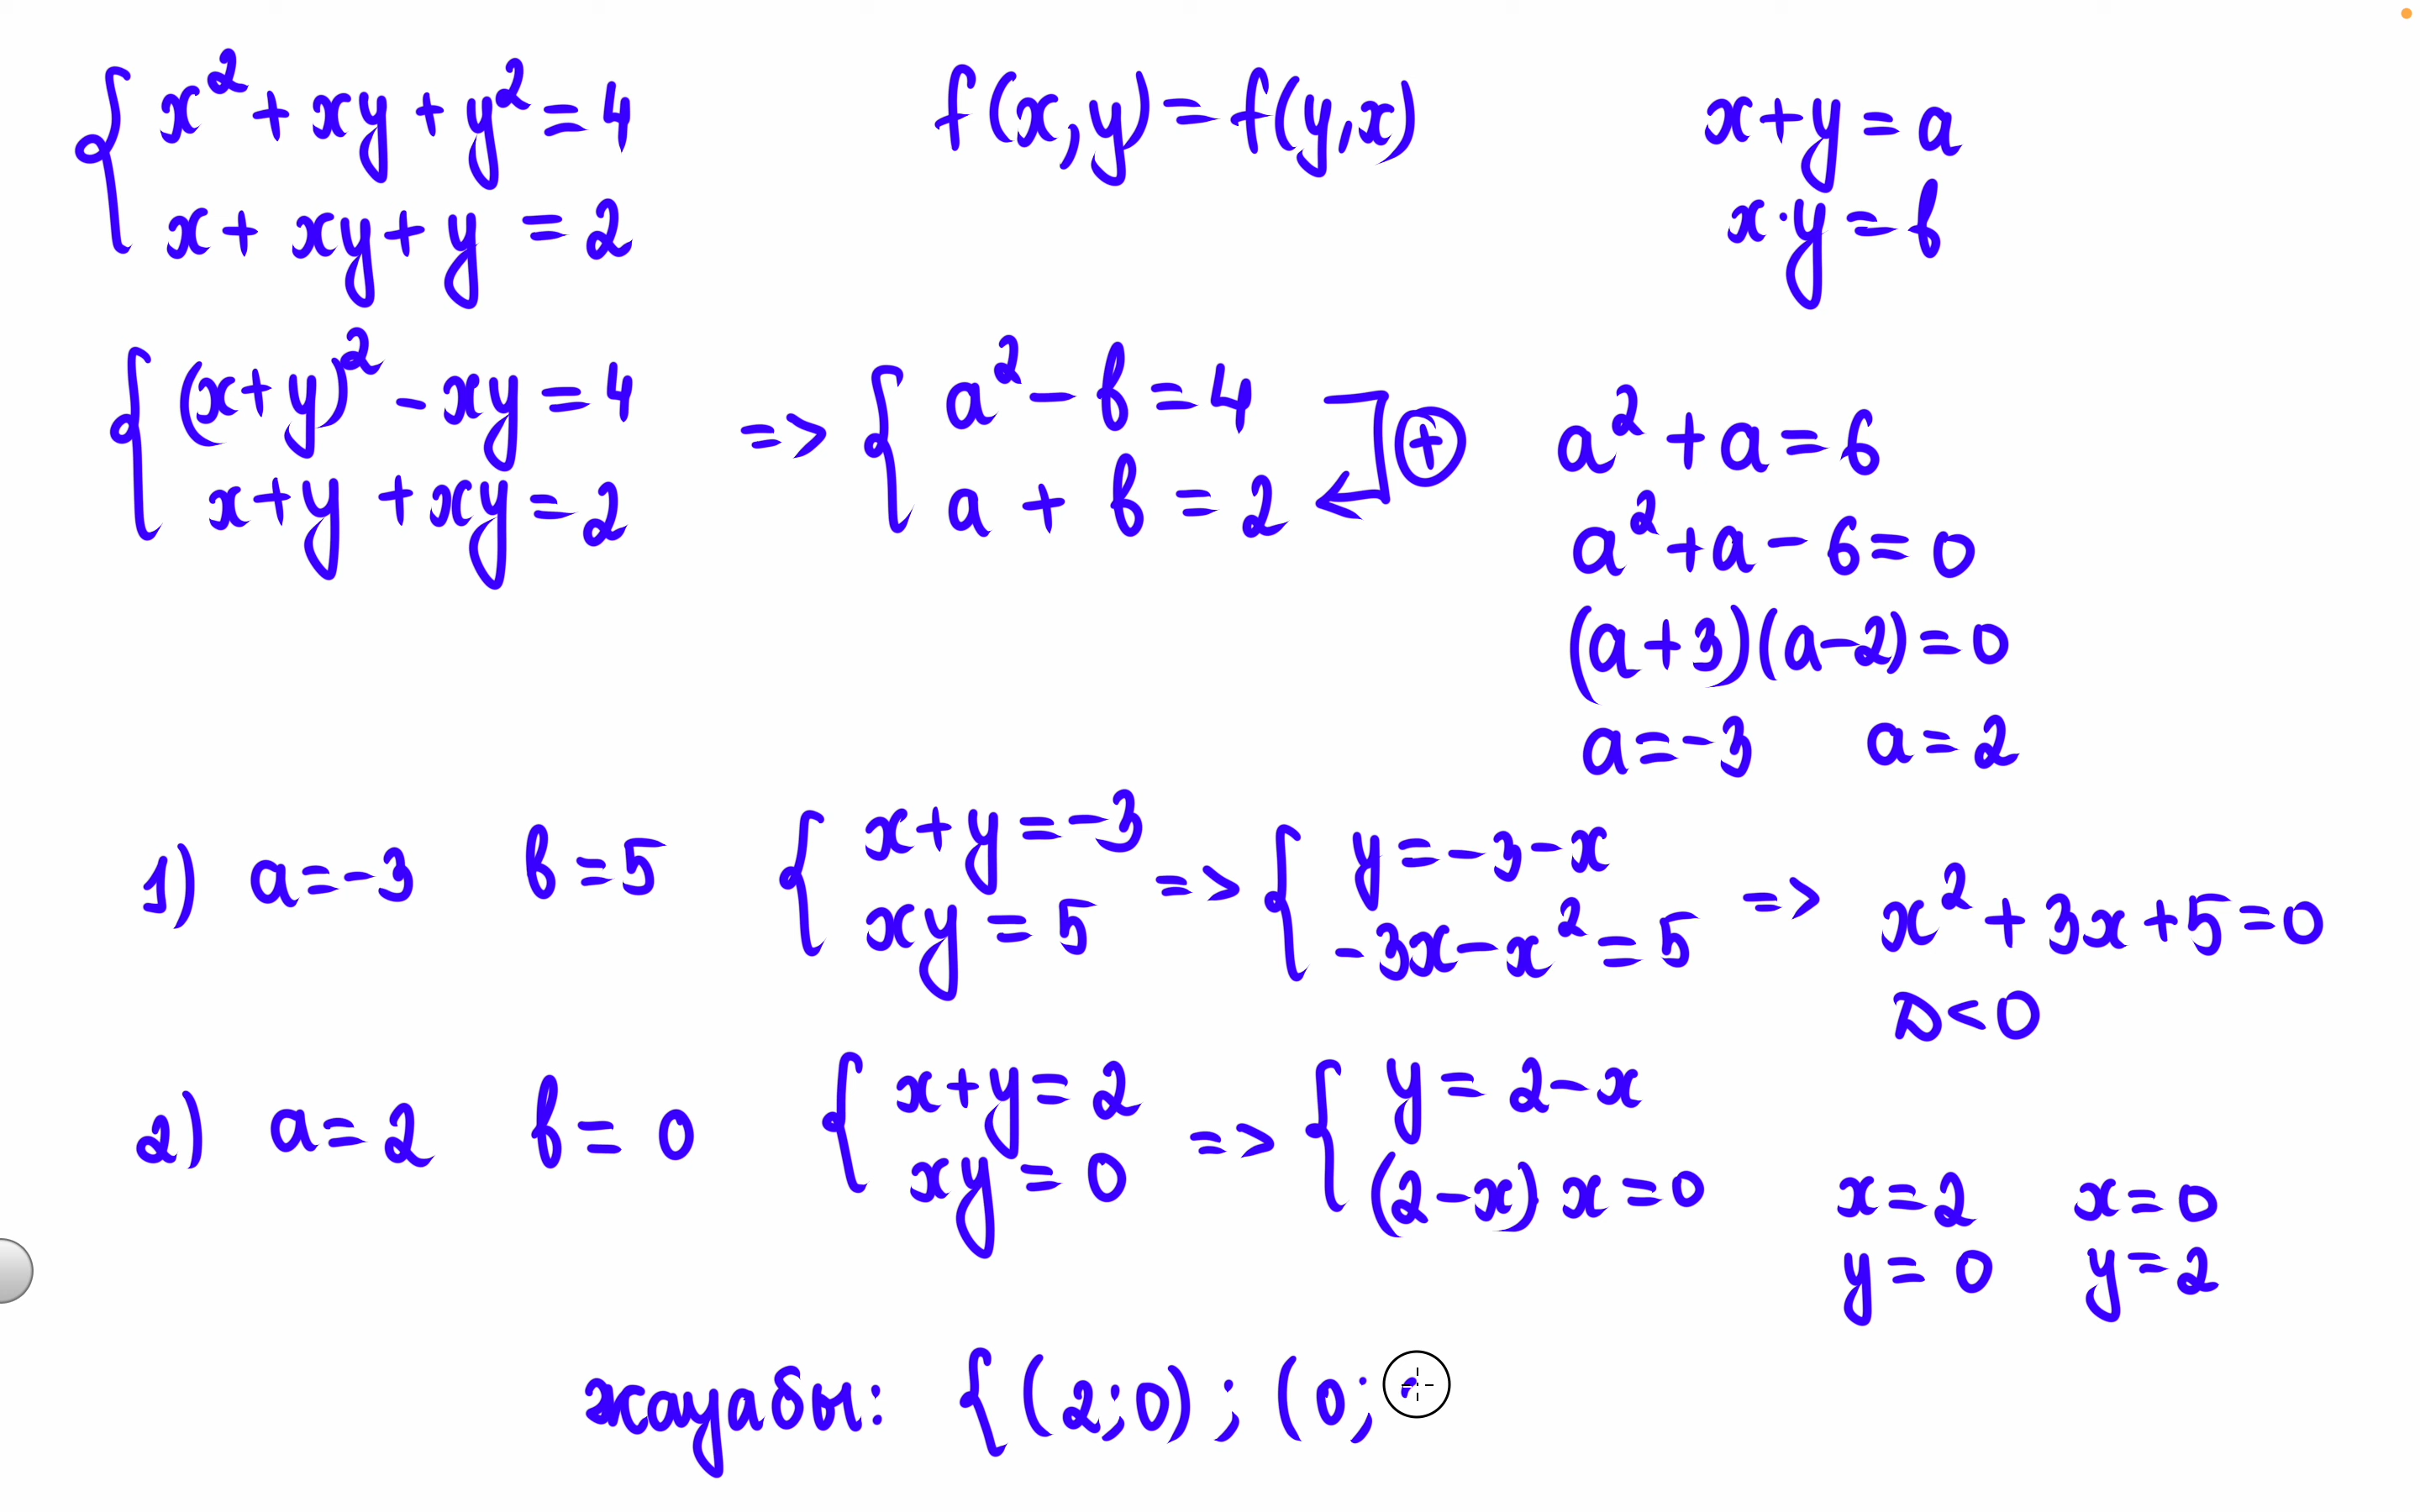 x² + xy + y² = 4
x + xy + y = 2
f(x, y) = f(y, x)
x + y = a
x · y = b
(x+y)² - xy = 4
x + y + xy = 2
=> a² - b = 4
a + b = 2
+
a² + a = 6
a² + a - 6 = 0
(a+3)(a-2) = 0
a = -3 a = 2
1) a = -3 b = 5
x + y = -3
xy = 5
=> y = -3 - x
-3x - x² = 5
=> x² + 3x + 5 = 0
D < 0
2) a = 2 b = 0
x + y = 2
xy = 0
=> y = 2 - x
(2-x) x = 0
x = 2 x = 0
y = 0 y = 2
жауабы: { (2; 0) ; (0;